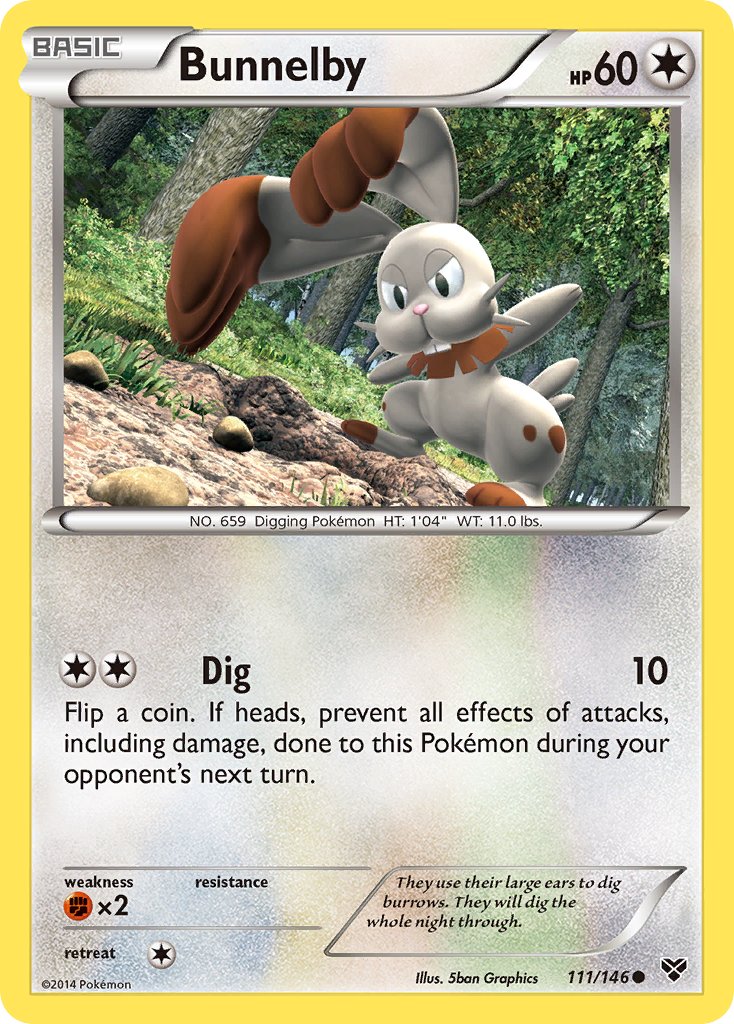 BASIC Bunnelby HP60
NO. 659 Digging Pokémon HT: 1'04" WT: 11.0 lbs.
Dig 10
Flip a coin. If heads, prevent all effects of attacks,
including damage, done to this Pokémon during your
opponent's next turn.
weakness resistance
×2
retreat
They use their large ears to dig
burrows. They will dig the
whole night through.
Illus. 5ban Graphics 111/146
©2014 Pokémon